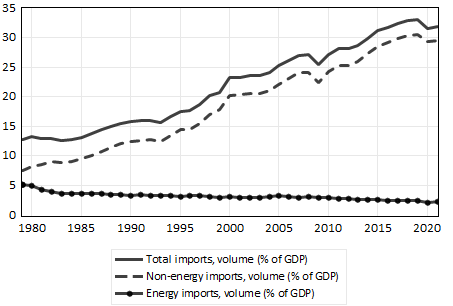 35
30
25
20
15
10
5
0
1980 1985 1990 1995 2000 2005 2010 2015 2020
Total imports, volume (% of GDP)
Non-energy imports, volume (% of GDP)
Energy imports, volume (% of GDP)